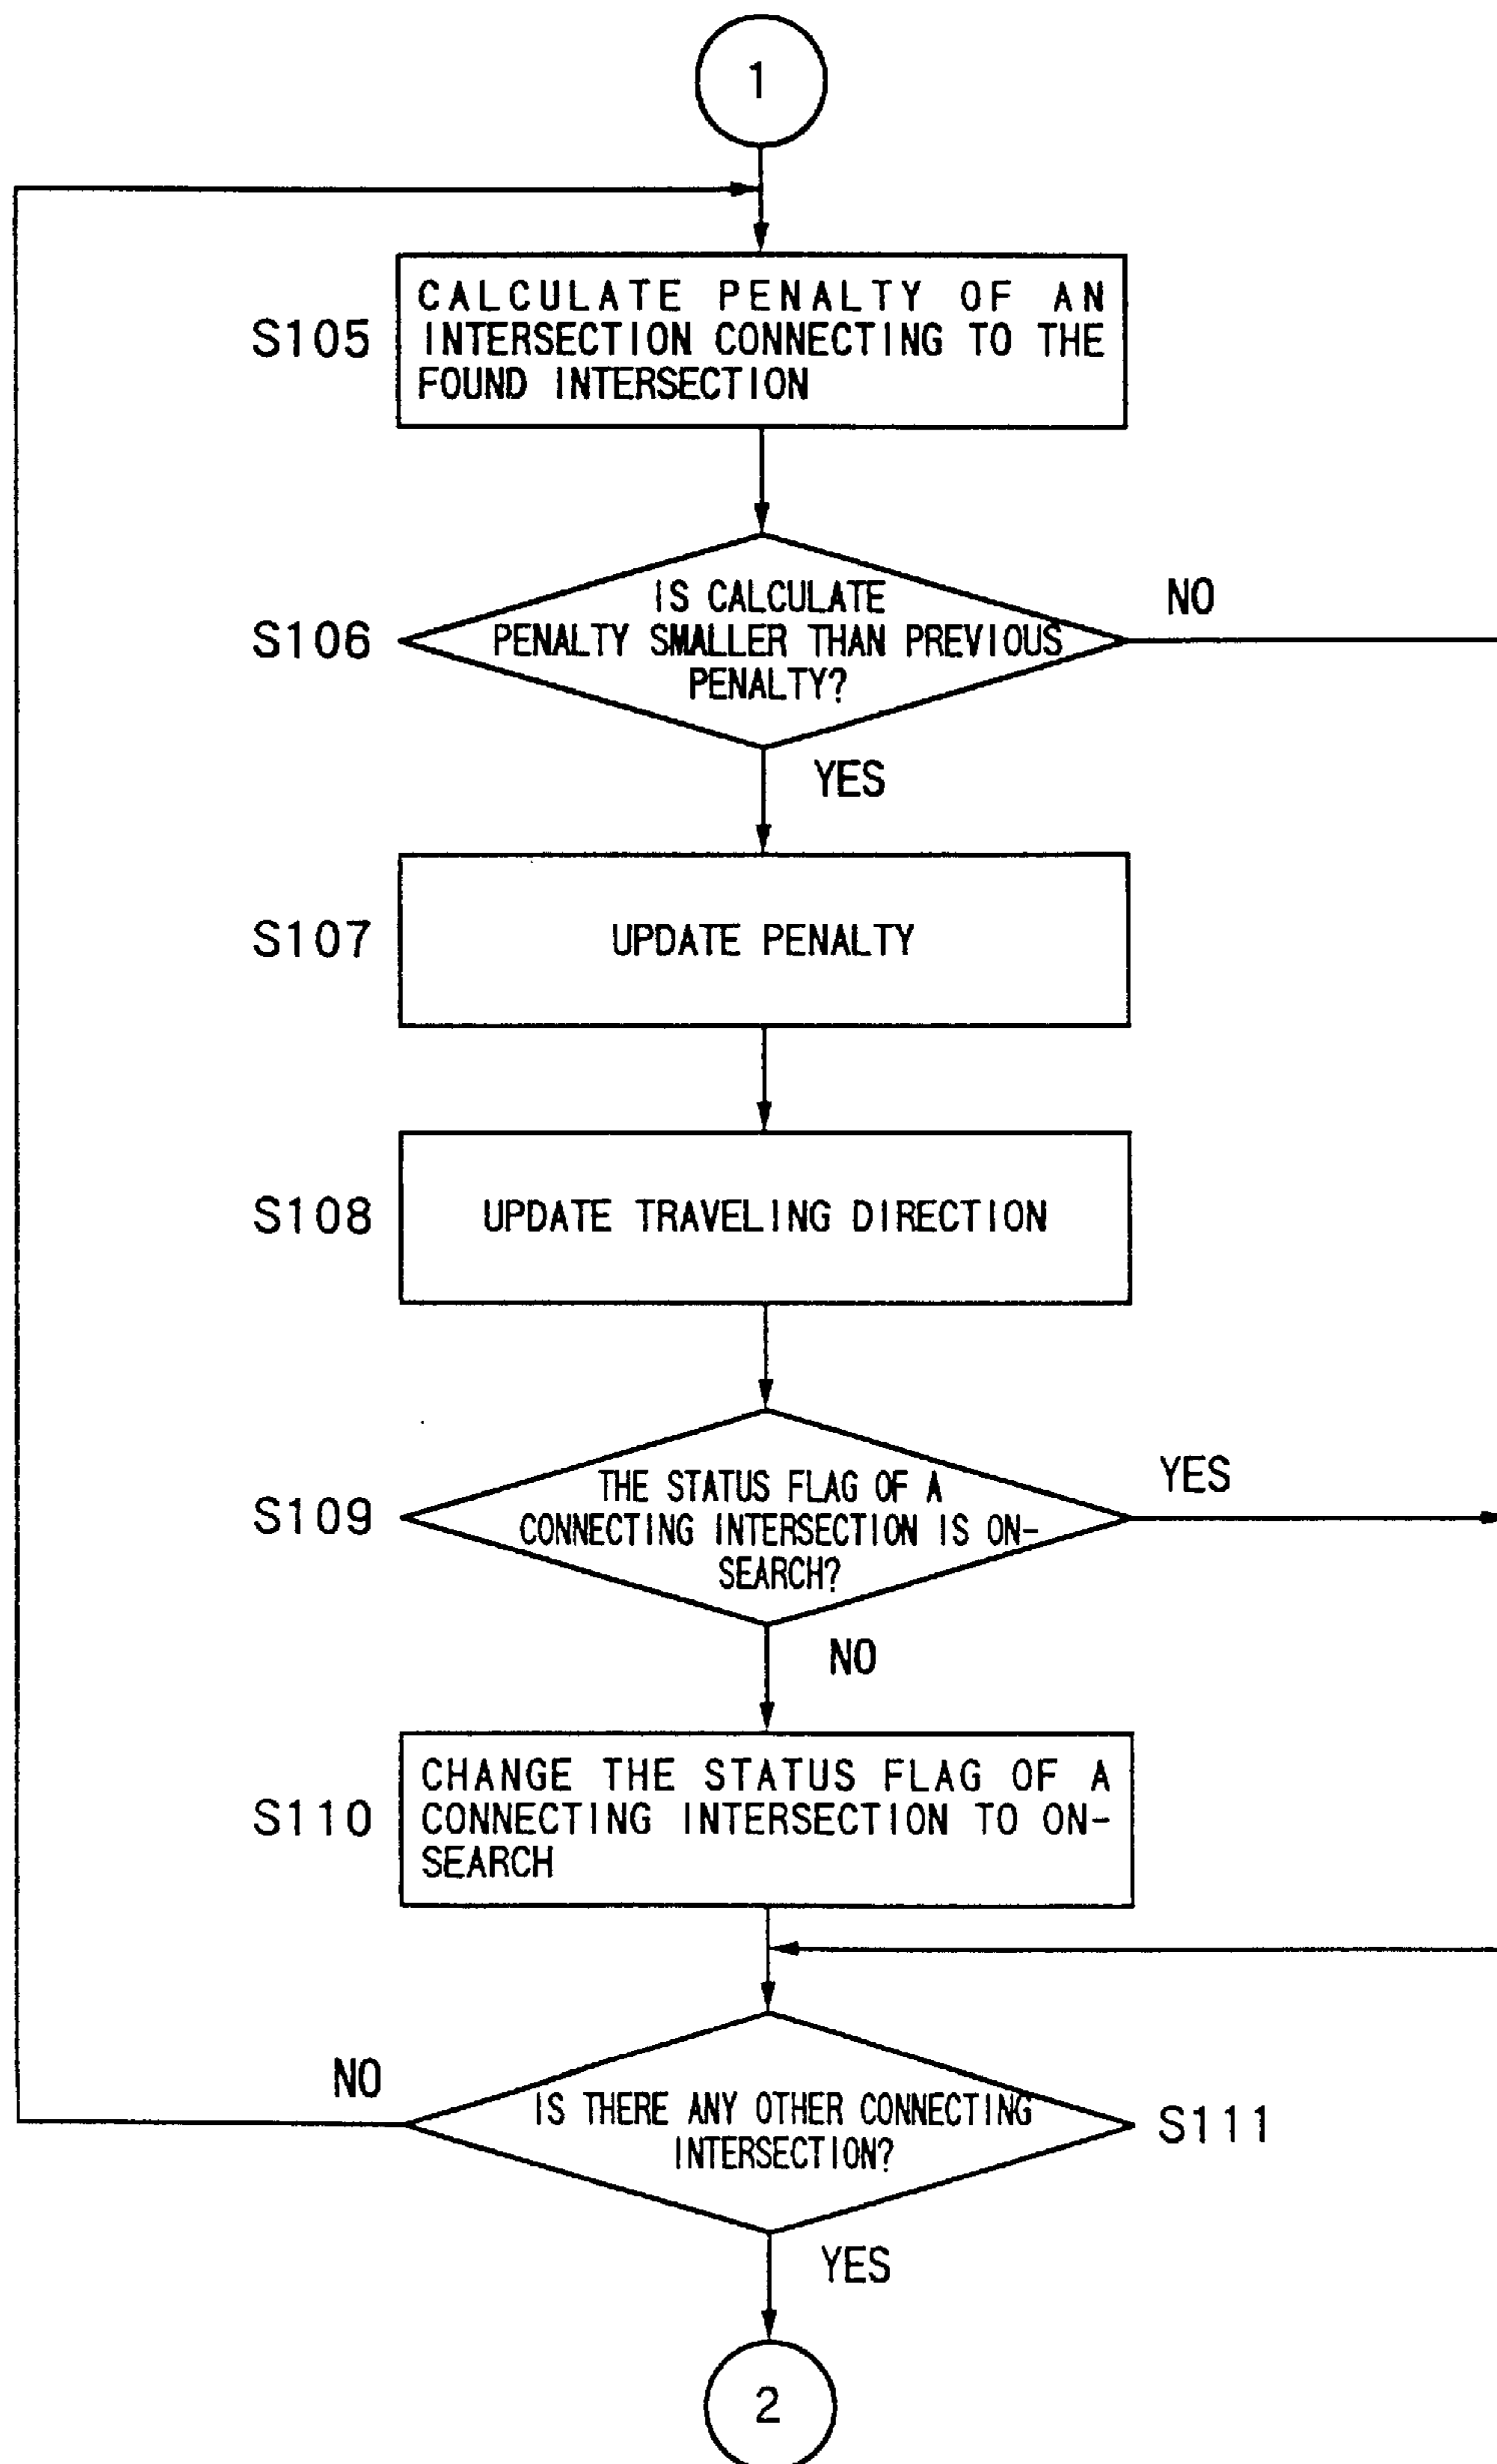 1
CALCULATE PENALTY OF AN
S105
INTERSECTION CONNECTING TO THE
FOUND INTERSECTION
IS CALCULATE
NO
S106
PENALTY SMALLER THAN PREVIOUS
PENALTY?
YES
S107
UPDATE PENALTY
S108
UPDATE TRAVELING DIRECTION
YES
THE STATUS FLAG OF A
S109
CONNECTING INTERSECTION IS ON-
SEARCH?
NO
CHANGE THE STATUS FLAG OF A
S110
CONNECTING INTERSECTION TO ON-
SEARCH
NO
IS THERE ANY OTHER CONNECTING
S111
INTERSECTION?
YES
2